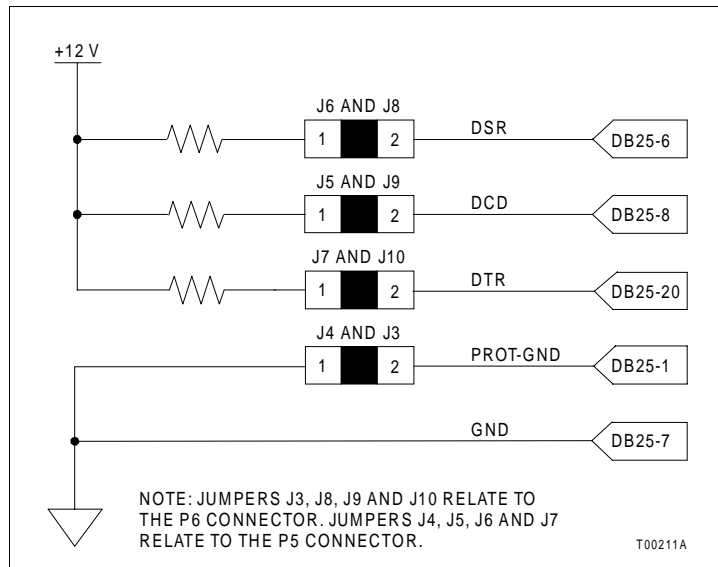 +12 V
J6 AND J8
1 2 DSR DB25-6
J5 AND J9
1 2 DCD DB25-8
J7 AND J10
1 2 DTR DB25-20
J4 AND J3
1 2 PROT-GND DB25-1
GND DB25-7
NOTE: JUMPERS J3, J8, J9 AND J10 RELATE TO
THE P6 CONNECTOR. JUMPERS J4, J5, J6 AND J7
RELATE TO THE P5 CONNECTOR.
T00211A